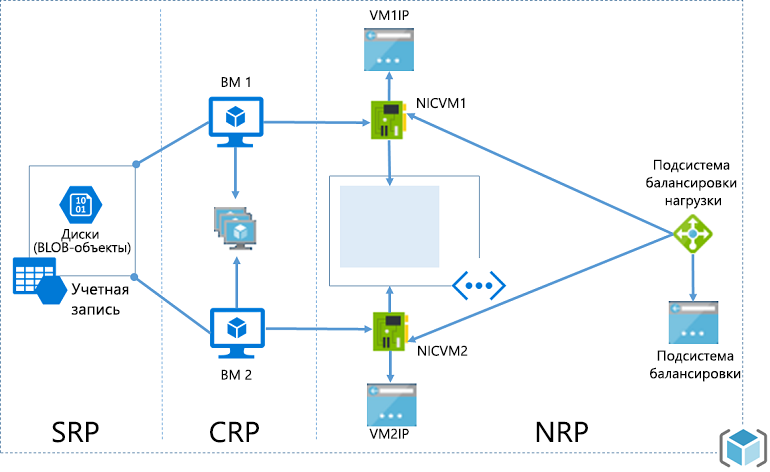 VM1IP
ВМ 1
NICVM1
Подсистема
балансировки
нагрузки
10
01
Диски
(BLOB-объекты)
Учетная
запись
ВМ 2
NICVM2
Подсистема
балансировки
VM2IP
SRP
CRP
NRP